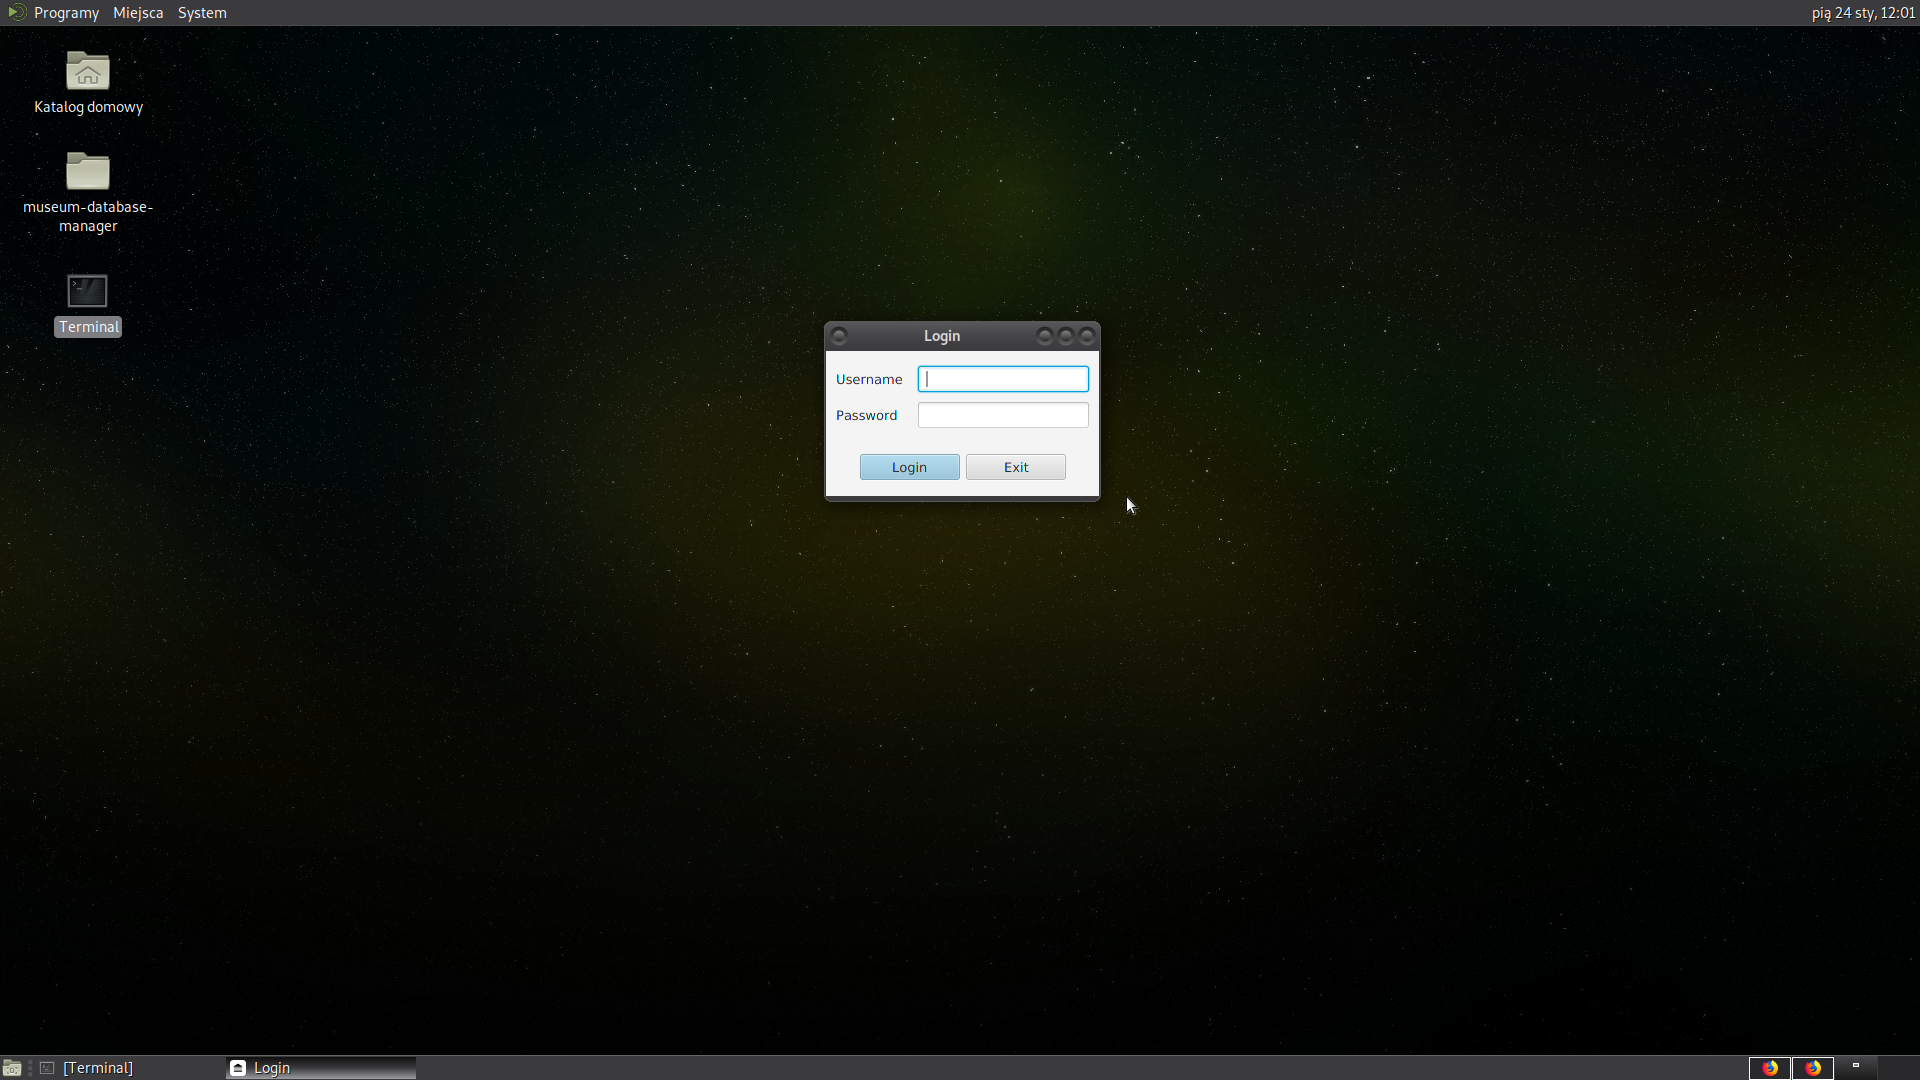 Programy Miejsca System
pią 24 sty, 12:01
Katalog domowy
museum-database-
manager
Terminal
Login
Username
Password
Login Exit
[Terminal]
Login